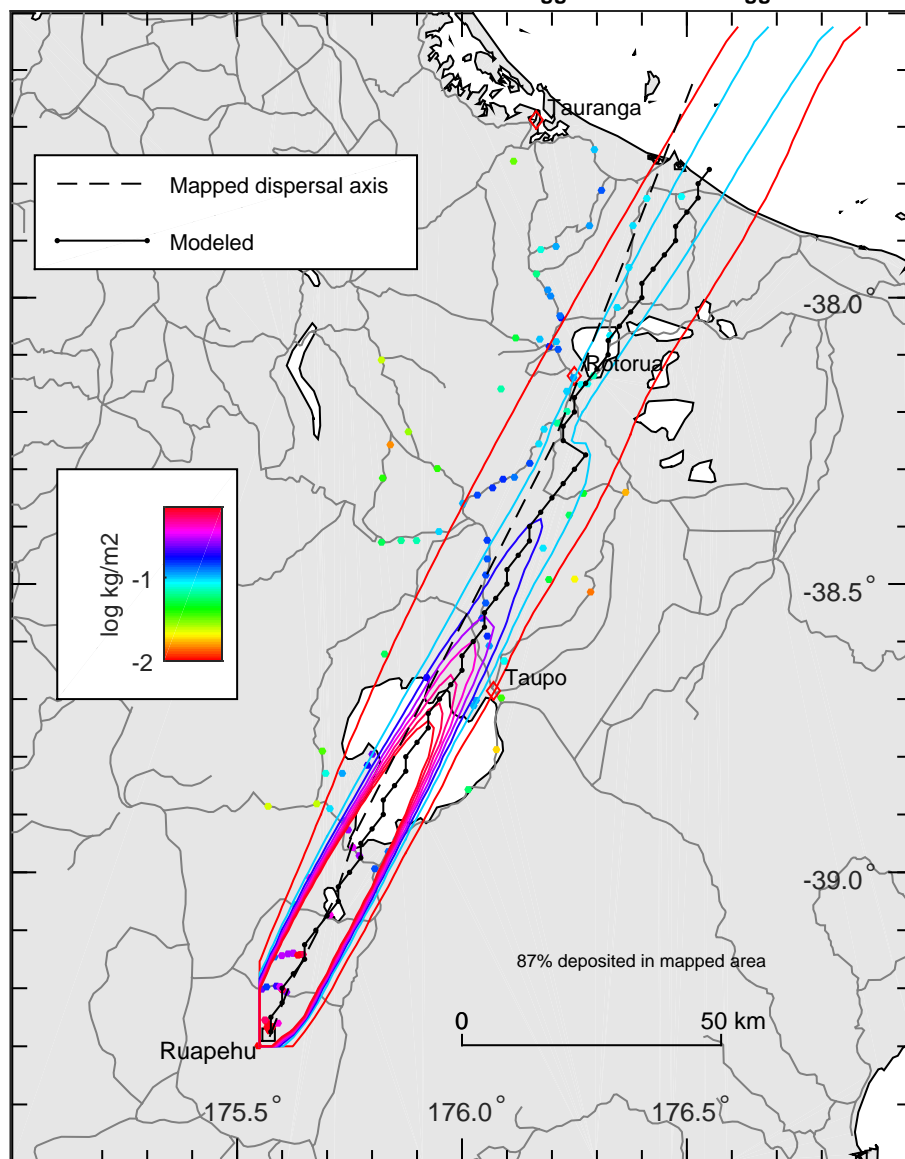 Tauranga
Mapped dispersal axis
Modeled
-38.0°
Rotorua
log kg/m2
-1
-2
-38.5°
Taupo
-39.0°
87% deposited in mapped area
0 50 km
Ruapehu
175.5° 176.0° 176.5°